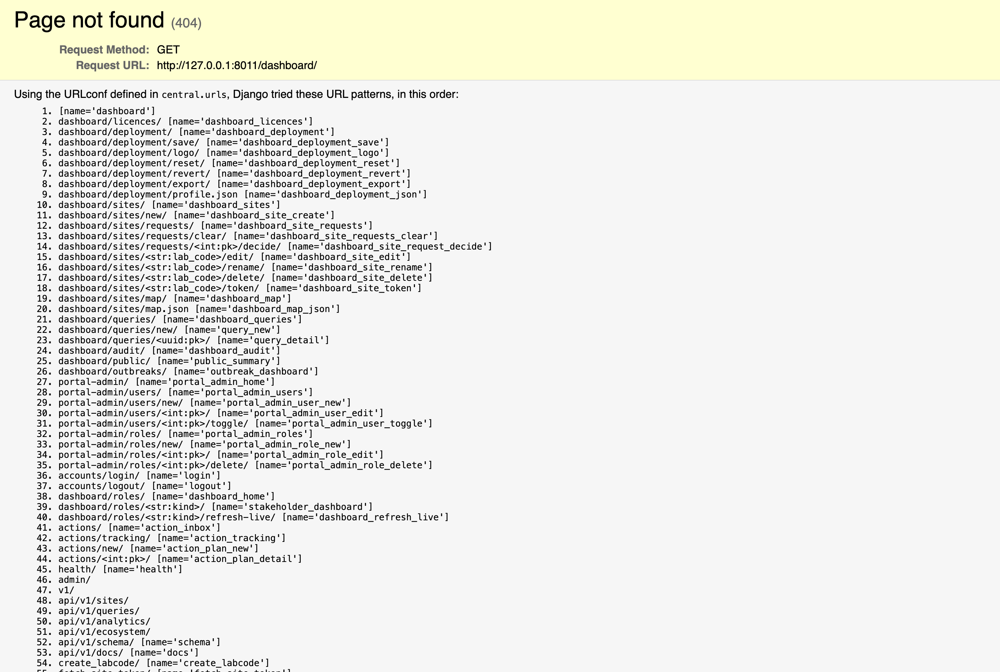 Page not found (404)
Request Method: GET
Request URL: http://127.0.0.1:8011/dashboard/
Using the URLconf defined in central.urls, Django tried these URL patterns, in this order:
1. [name='dashboard']
2. dashboard/licences/ [name='dashboard_licences']
3. dashboard/deployment/ [name='dashboard_deployment']
4. dashboard/deployment/save/ [name='dashboard_deployment_save']
5. dashboard/deployment/logo/ [name='dashboard_deployment_logo']
6. dashboard/deployment/reset/ [name='dashboard_deployment_reset']
7. dashboard/deployment/revert/ [name='dashboard_deployment_revert']
8. dashboard/deployment/export/ [name='dashboard_deployment_export']
9. dashboard/deployment/profile.json [name='dashboard_deployment_json']
10. dashboard/sites/ [name='dashboard_sites']
11. dashboard/sites/new/ [name='dashboard_site_create']
12. dashboard/sites/requests/ [name='dashboard_site_requests']
13. dashboard/sites/requests/clear/ [name='dashboard_site_requests_clear']
14. dashboard/sites/requests/<int:pk>/decide/ [name='dashboard_site_request_decide']
15. dashboard/sites/<str:lab_code>/edit/ [name='dashboard_site_edit']
16. dashboard/sites/<str:lab_code>/rename/ [name='dashboard_site_rename']
17. dashboard/sites/<str:lab_code>/delete/ [name='dashboard_site_delete']
18. dashboard/sites/<str:lab_code>/token/ [name='dashboard_site_token']
19. dashboard/sites/map/ [name='dashboard_map']
20. dashboard/sites/map.json [name='dashboard_map_json']
21. dashboard/queries/ [name='dashboard_queries']
22. dashboard/queries/new/ [name='query_new']
23. dashboard/queries/<uuid:pk>/ [name='query_detail']
24. dashboard/audit/ [name='dashboard_audit']
25. dashboard/public/ [name='public_summary']
26. dashboard/outbreaks/ [name='outbreak_dashboard']
27. portal-admin/ [name='portal_admin_home']
28. portal-admin/users/ [name='portal_admin_users']
29. portal-admin/users/new/ [name='portal_admin_user_new']
30. portal-admin/users/<int:pk>/ [name='portal_admin_user_edit']
31. portal-admin/users/<int:pk>/toggle/ [name='portal_admin_user_toggle']
32. portal-admin/roles/ [name='portal_admin_roles']
33. portal-admin/roles/new/ [name='portal_admin_role_new']
34. portal-admin/roles/<int:pk>/ [name='portal_admin_role_edit']
35. portal-admin/roles/<int:pk>/delete/ [name='portal_admin_role_delete']
36. accounts/login/ [name='login']
37. accounts/logout/ [name='logout']
38. dashboard/roles/ [name='dashboard_home']
39. dashboard/roles/<str:kind>/ [name='stakeholder_dashboard']
40. dashboard/roles/<str:kind>/refresh-live/ [name='dashboard_refresh_live']
41. actions/ [name='action_inbox']
42. actions/tracking/ [name='action_tracking']
43. actions/new/ [name='action_plan_new']
44. actions/<int:pk>/ [name='action_plan_detail']
45. health/ [name='health']
46. admin/
47. v1/
48. api/v1/sites/
49. api/v1/queries/
50. api/v1/analytics/
51. api/v1/ecosystem/
52. api/v1/schema/ [name='schema']
53. api/v1/docs/ [name='docs']
54. create_labcode/ [name='create_labcode']